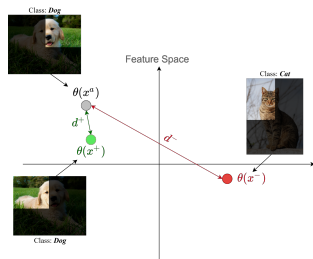 Class: Dog
Feature Space
θ(xᵃ)
Class: Cat
d⁺
d⁻
θ(x⁺)
θ(x⁻)
Class: Dog